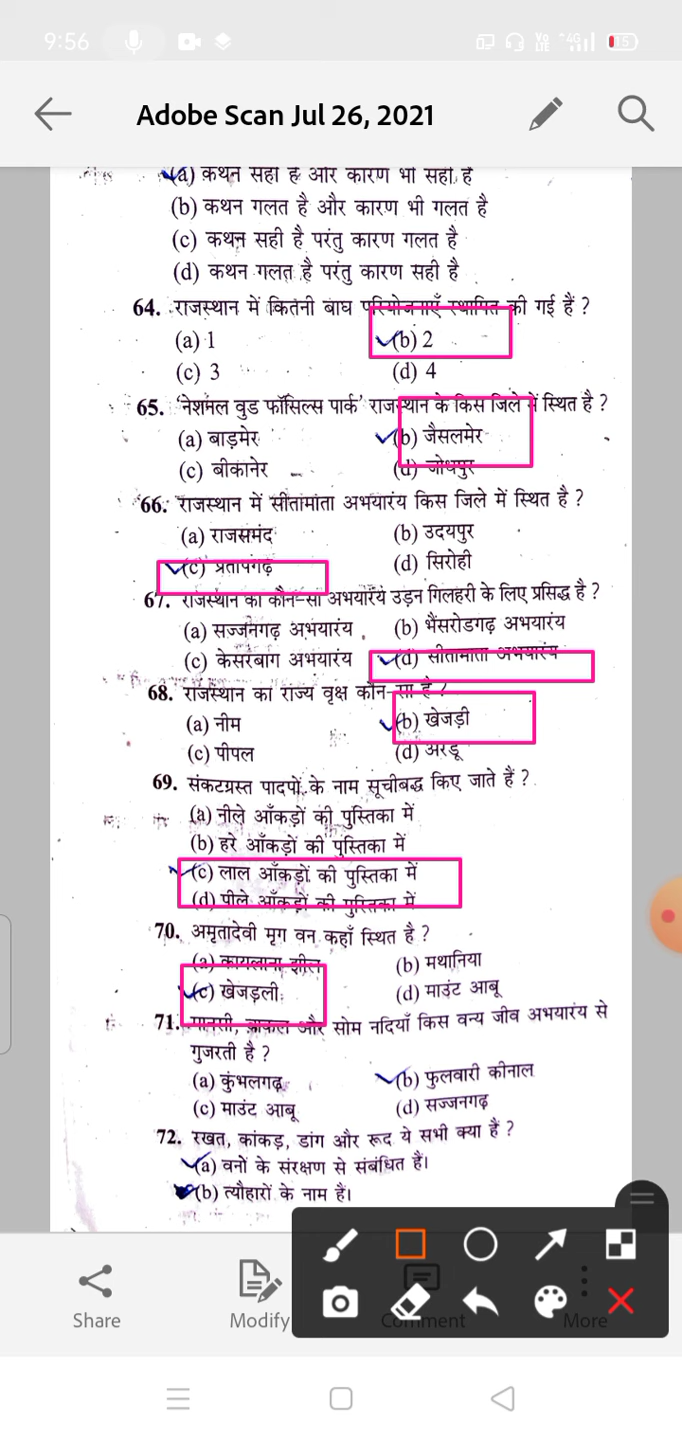 9:56
Vo LTE 4G 15
Adobe Scan Jul 26, 2021
(a) कथन सही है और कारण भी सही है
(b) कथन गलत है और कारण भी गलत है
(c) कथन सही है परंतु कारण गलत है
(d) कथन गलत है परंतु कारण सही है
64. राजस्थान में कितनी बाघ परियोजनाएँ स्थापित की गई हैं ?
(a) 1 (b) 2
(c) 3 (d) 4
65. 'नेशनल वुड फॉसिल्स पार्क' राजस्थान के किस जिले में स्थित है ?
(a) बाड़मेर (b) जैसलमेर
(c) बीकानेर (d) जोधपुर
66. राजस्थान में सीतामाता अभयारंय किस जिले में स्थित है ?
(a) राजसमंद (b) उदयपुर
(c) प्रतापगढ़ (d) सिरोही
67. राजस्थान का कौन-सा अभयारंय उड़न गिलहरी के लिए प्रसिद्ध है ?
(a) सज्जनगढ़ अभयारंय (b) भैंसरोडगढ़ अभयारंय
(c) केसरबाग अभयारंय (d) सीतामाता अभयारंय
68. राजस्थान का राज्य वृक्ष कौन-सा है ?
(a) नीम (b) खेजड़ी
(c) पीपल (d) अरडू
69. संकटग्रस्त पादपों के नाम सूचीबद्ध किए जाते हैं ?
(a) नीले आँकड़ों की पुस्तिका में
(b) हरे आँकड़ों की पुस्तिका में
(c) लाल आँकड़ों की पुस्तिका में
(d) पीले आँकड़ों की पुस्तिका में
70. अमृतादेवी मृग वन कहाँ स्थित है ?
(a) कायलाना झील (b) मथानिया
(c) खेजड़ली (d) माउंट आबू
71. मानसी, वाकल और सोम नदियाँ किस वन्य जीव अभयारंय से
गुजरती है ?
(a) कुंभलगढ़ (b) फुलवारी कीनाल
(c) माउंट आबू (d) सज्जनगढ़
72. रखत, कांकड़, डांग और रूद ये सभी क्या हैं ?
(a) वनों के संरक्षण से संबंधित हैं।
(b) त्यौहारों के नाम हैं।
Share Modify Comment More